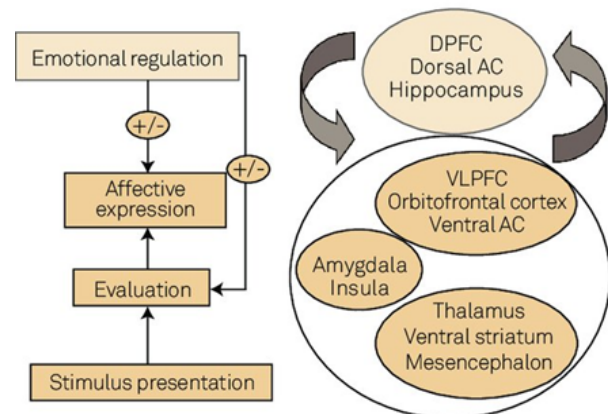 Emotional regulation
+/-
+/-
Affective
expression
Evaluation
Stimulus presentation
DPFC
Dorsal AC
Hippocampus
VLPFC
Orbitofrontal cortex
Ventral AC
Amygdala
Insula
Thalamus
Ventral striatum
Mesencephalon